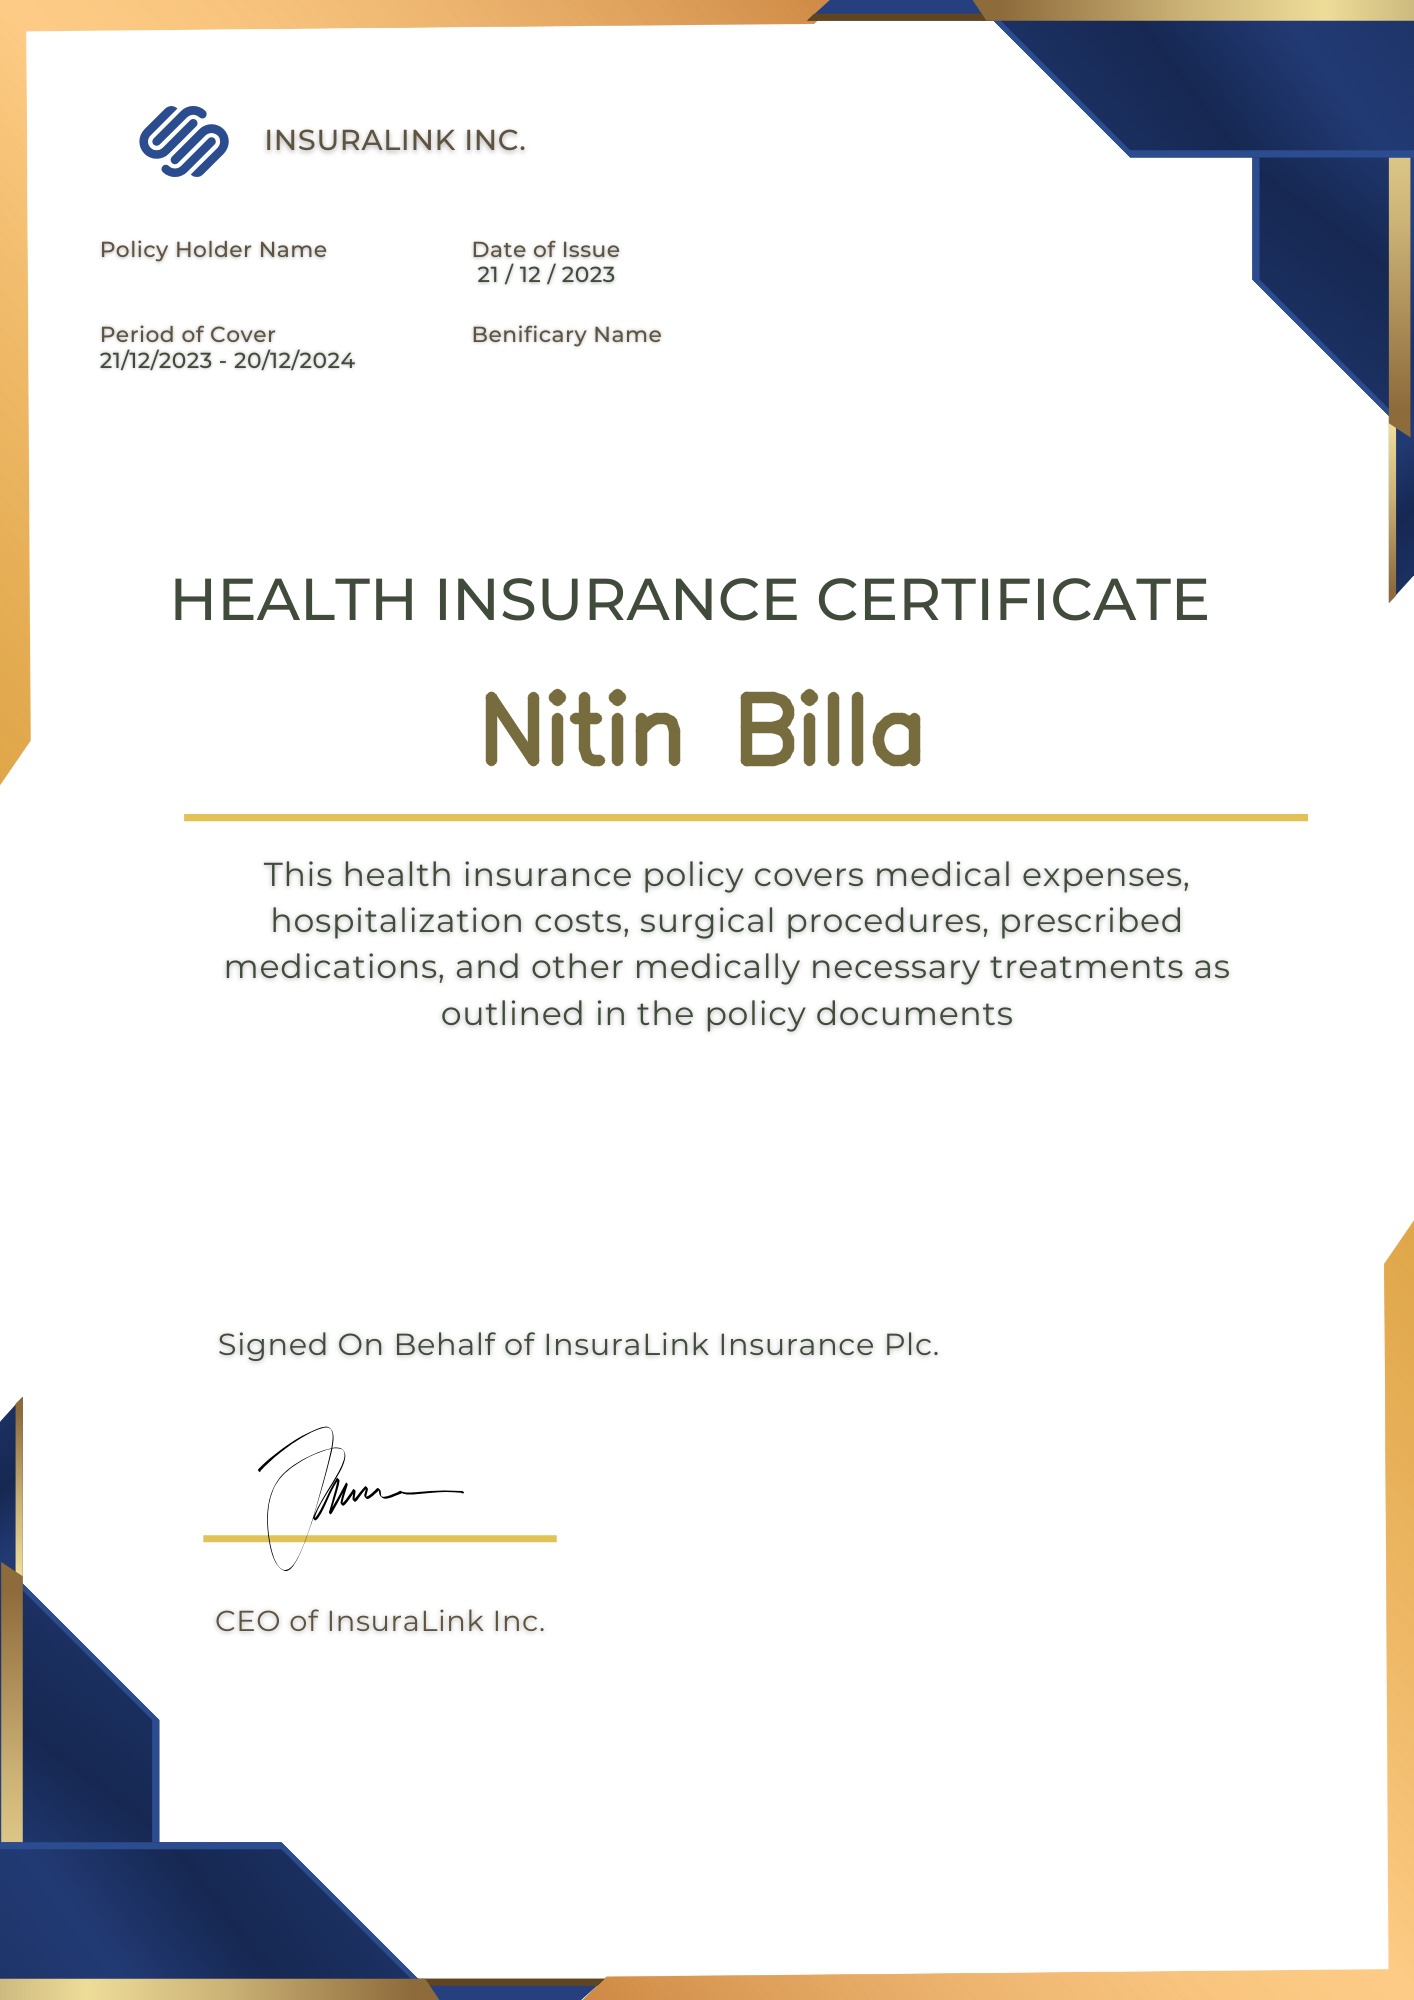 INSURALINK INC.
Policy Holder Name
Date of Issue
21 / 12 / 2023
Period of Cover
21/12/2023 - 20/12/2024
Benificary Name
HEALTH INSURANCE CERTIFICATE
Nitin Billa
This health insurance policy covers medical expenses,
hospitalization costs, surgical procedures, prescribed
medications, and other medically necessary treatments as
outlined in the policy documents
Signed On Behalf of InsuraLink Insurance Plc.
CEO of InsuraLink Inc.